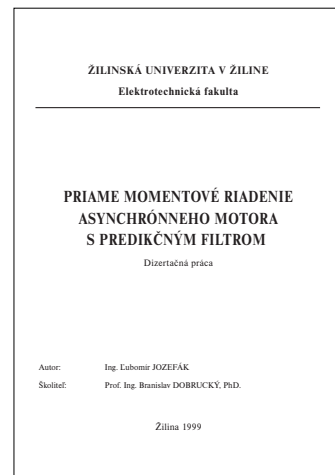 ŽILINSKÁ UNIVERZITA V ŽILINE
Elektrotechnická fakulta
PRIAME MOMENTOVÉ RIADENIE
ASYNCHRÓNNEHO MOTORA
S PREDIKČNÝM FILTROM
Dizertačná práca
Autor: Ing. Ľubomír JOZEFÁK
Školiteľ: Prof. Ing. Branislav DOBRUCKÝ, PhD.
Žilina 1999